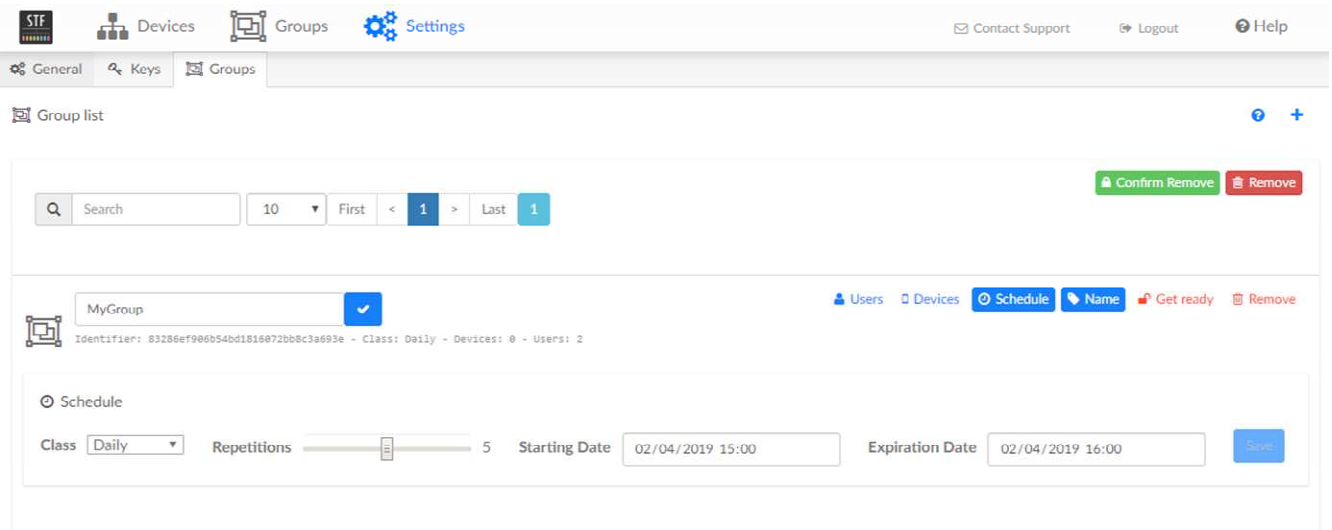 STF Devices Groups Settings Contact Support Logout Help
General Keys Groups
Group list
Confirm Remove Remove
Search 10 First < 1 > Last 1
Users Devices Schedule Name Get ready Remove
MyGroup
Identifier: 83286ef906b54bd1816072bb8c3a693e - Class: Daily - Devices: 0 - Users: 2
Schedule
Class Daily Repetitions 5 Starting Date 02/04/2019 15:00 Expiration Date 02/04/2019 16:00 Save